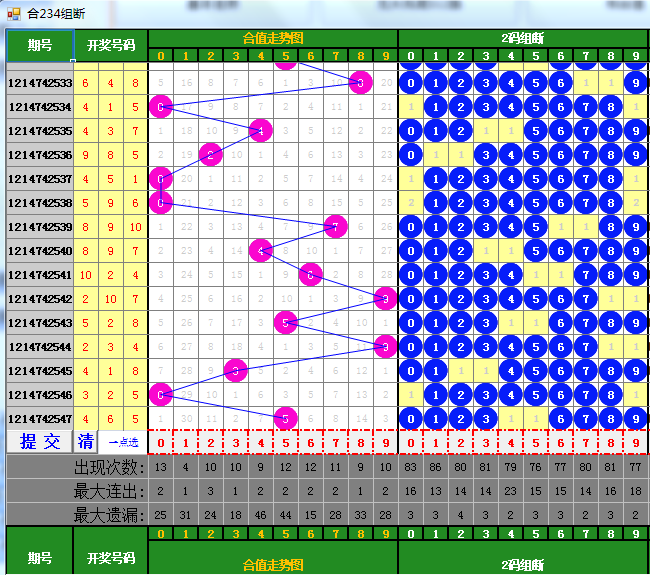 合234组断
期号 开奖号码 合值走势图 2码组断
0 1 2 3 4 5 6 7 8 9 0 1 2 3 4 5 6 7 8 9
1214742533 6 4 8 5 16 8 7 6 1 3 10 8 20 0 1 2 3 4 5 6 1 1 9
1214742534 4 1 5 0 17 9 8 7 2 4 11 1 21 1 1 2 3 4 5 6 7 8 1
1214742535 4 3 7 1 18 10 9 4 3 5 12 2 22 0 1 2 1 1 5 6 7 8 9
1214742536 9 8 5 2 19 2 10 1 4 6 13 3 23 0 1 1 1 3 4 5 6 7 8 9
1214742537 4 5 1 0 20 1 11 2 5 7 14 4 24 1 1 2 3 4 5 6 7 8 1
1214742538 5 9 6 0 21 2 12 3 6 8 15 5 25 2 1 2 3 4 5 6 7 8 2
1214742539 8 9 10 1 22 3 13 4 7 9 7 6 26 0 1 2 3 4 5 1 1 8 9
1214742540 8 9 7 2 23 4 14 4 8 10 1 7 27 0 1 2 1 1 5 6 7 8 9
1214742541 10 2 4 3 24 5 15 1 9 6 2 8 28 0 1 2 3 4 1 1 7 8 9
1214742542 2 10 7 4 25 6 16 2 10 1 3 9 9 0 1 2 3 4 5 6 7 1 1
1214742543 5 2 8 5 26 7 17 3 5 2 4 10 1 0 1 2 3 1 1 6 7 8 9
1214742544 2 3 4 6 27 8 18 4 1 3 5 11 9 0 1 2 3 4 5 6 7 1 1
1214742545 4 1 8 7 28 9 3 5 2 4 6 12 1 0 1 1 1 4 5 6 7 8 9
1214742546 3 2 5 0 29 10 1 6 3 5 7 13 2 1 1 2 3 4 5 6 7 8 1
1214742547 4 6 5 1 30 11 2 7 5 6 8 14 3 0 1 2 3 1 1 6 7 8 9
提 交 清 →点选 0 1 2 3 4 5 6 7 8 9 0 1 2 3 4 5 6 7 8 9
出现次数: 13 4 10 10 9 12 12 11 9 10 83 86 80 81 79 76 77 80 81 77
最大连出: 2 1 3 1 2 2 2 2 1 2 16 13 14 14 23 15 15 14 16 18
最大遗漏: 25 31 24 18 46 44 15 28 33 28 3 3 2 4 3 3 3 2 3 2
0 1 2 3 4 5 6 7 8 9 0 1 2 3 4 5 6 7 8 9
期号 开奖号码 合值走势图 2码组断